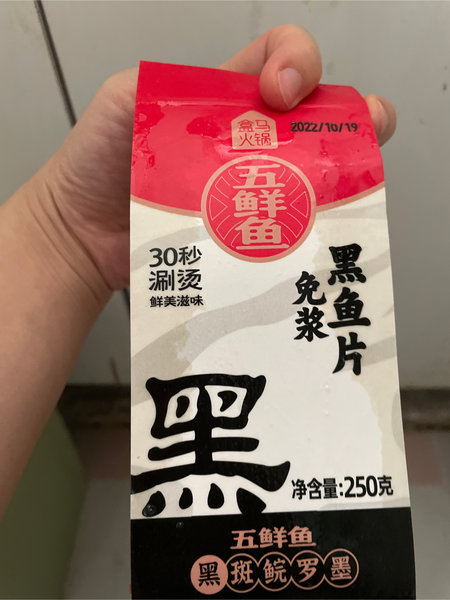 盒马
火锅
2022/10/19
五鲜鱼
30秒
涮烫
鲜美滋味
黑鱼片
免浆
黑
净含量:250克
五鲜鱼
黑斑鲩罗墨